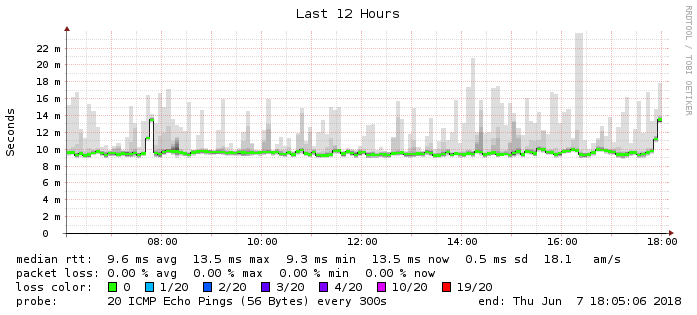 Last 12 Hours
RRDTOOL / TOBI OETIKER
Seconds
22 m
20 m
18 m
16 m
14 m
12 m
10 m
8 m
6 m
4 m
2 m
0
08:00 10:00 12:00 14:00 16:00 18:00
median rtt: 9.6 ms avg 13.5 ms max 9.3 ms min 13.5 ms now 0.5 ms sd 18.1 am/s
packet loss: 0.00 % avg 0.00 % max 0.00 % min 0.00 % now
loss color: 0 1/20 2/20 3/20 4/20 10/20 19/20
probe: 20 ICMP Echo Pings (56 Bytes) every 300s end: Thu Jun 7 18:05:06 2018